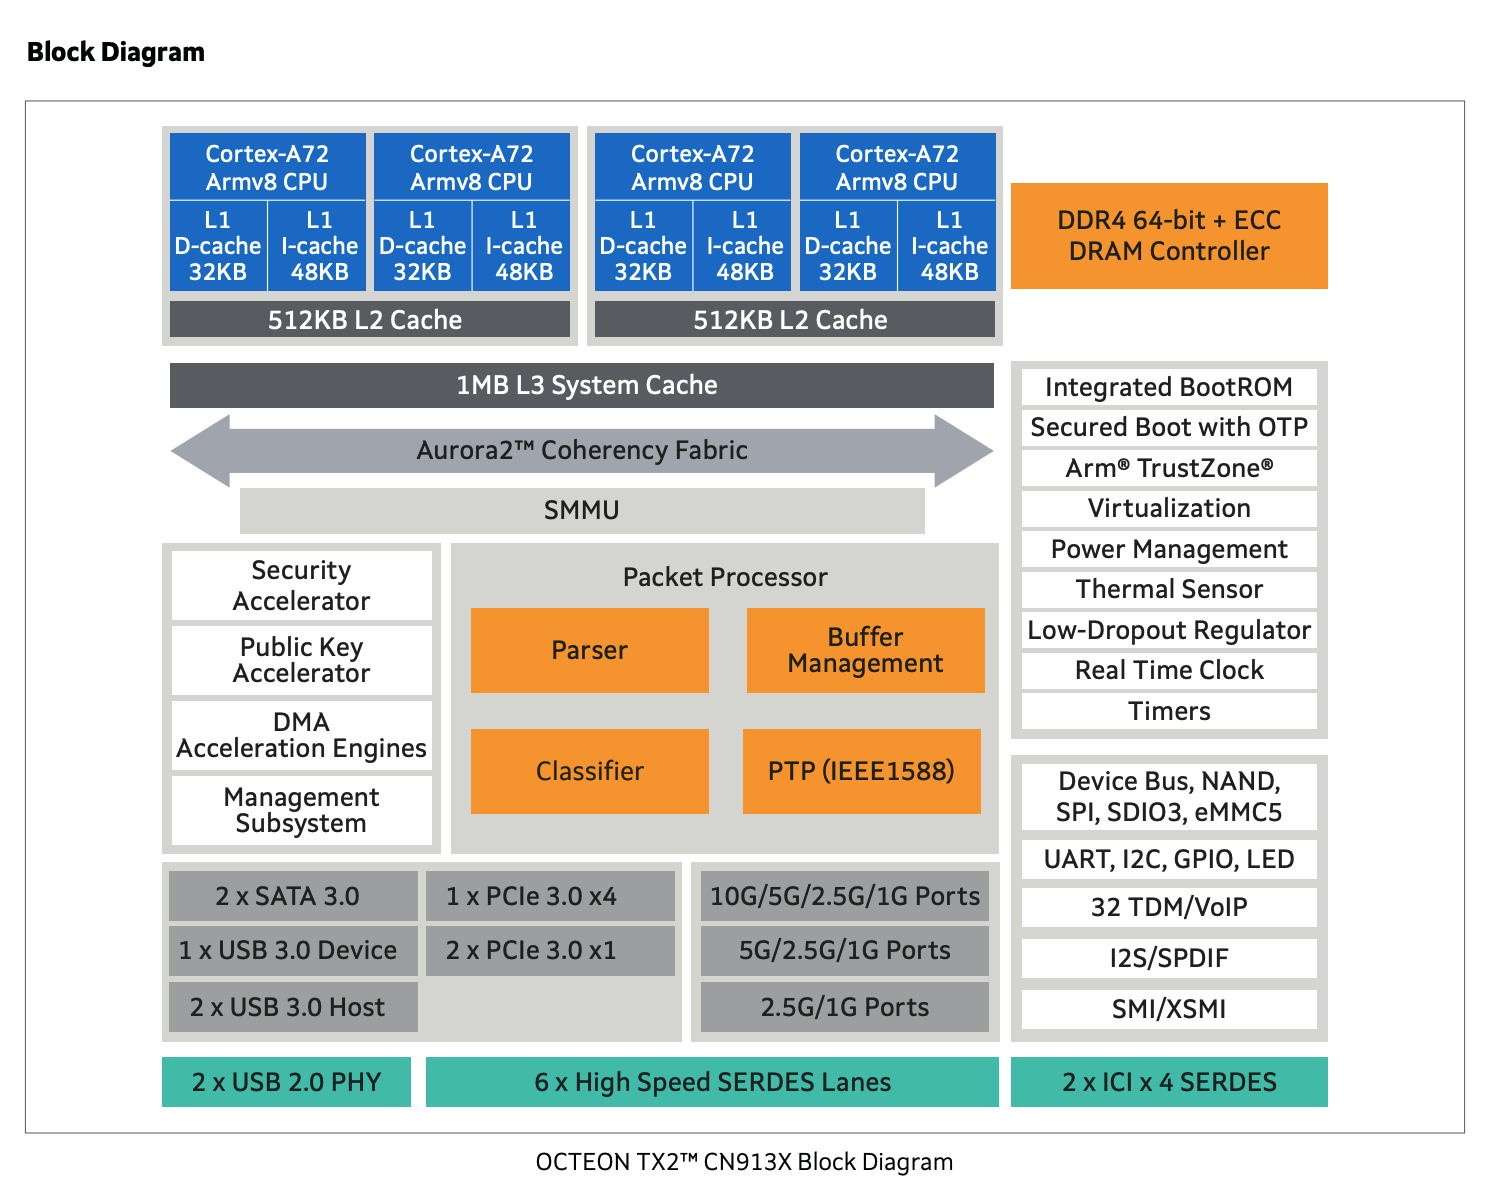 Block Diagram
Cortex-A72
Armv8 CPU
L1
D-cache
32KB
L1
I-cache
48KB
Cortex-A72
Armv8 CPU
L1
D-cache
32KB
L1
I-cache
48KB
512KB L2 Cache
Cortex-A72
Armv8 CPU
L1
D-cache
32KB
L1
I-cache
48KB
Cortex-A72
Armv8 CPU
L1
D-cache
32KB
L1
I-cache
48KB
512KB L2 Cache
DDR4 64-bit + ECC
DRAM Controller
1MB L3 System Cache
Aurora2™ Coherency Fabric
SMMU
Security
Accelerator
Public Key
Accelerator
DMA
Acceleration Engines
Management
Subsystem
Packet Processor
Parser
Buffer
Management
Classifier
PTP (IEEE1588)
Integrated BootROM
Secured Boot with OTP
Arm® TrustZone®
Virtualization
Power Management
Thermal Sensor
Low-Dropout Regulator
Real Time Clock
Timers
Device Bus, NAND,
SPI, SDIO3, eMMC5
UART, I2C, GPIO, LED
32 TDM/VoIP
I2S/SPDIF
SMI/XSMI
2 x SATA 3.0
1 x USB 3.0 Device
2 x USB 3.0 Host
1 x PCIe 3.0 x4
2 x PCIe 3.0 x1
10G/5G/2.5G/1G Ports
5G/2.5G/1G Ports
2.5G/1G Ports
2 x USB 2.0 PHY
6 x High Speed SERDES Lanes
2 x ICI x 4 SERDES
OCTEON TX2™ CN913X Block Diagram